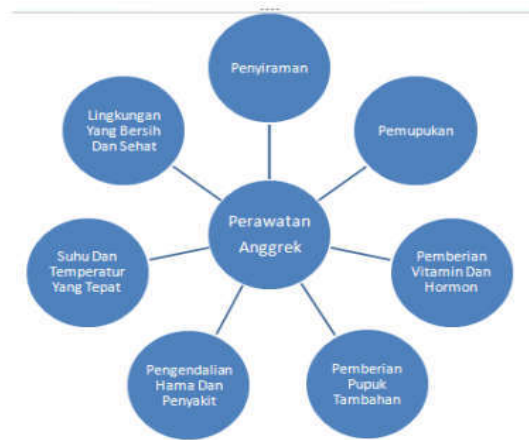 Penyiraman
Pemupukan
Pemberian
Vitamin Dan
Hormon
Pemberian
Pupuk
Tambahan
Pengendalian
Hama Dan
Penyakit
Suhu Dan
Temperatur
Yang Tepat
Lingkungan
Yang Bersih
Dan Sehat
Perawatan
Anggrek